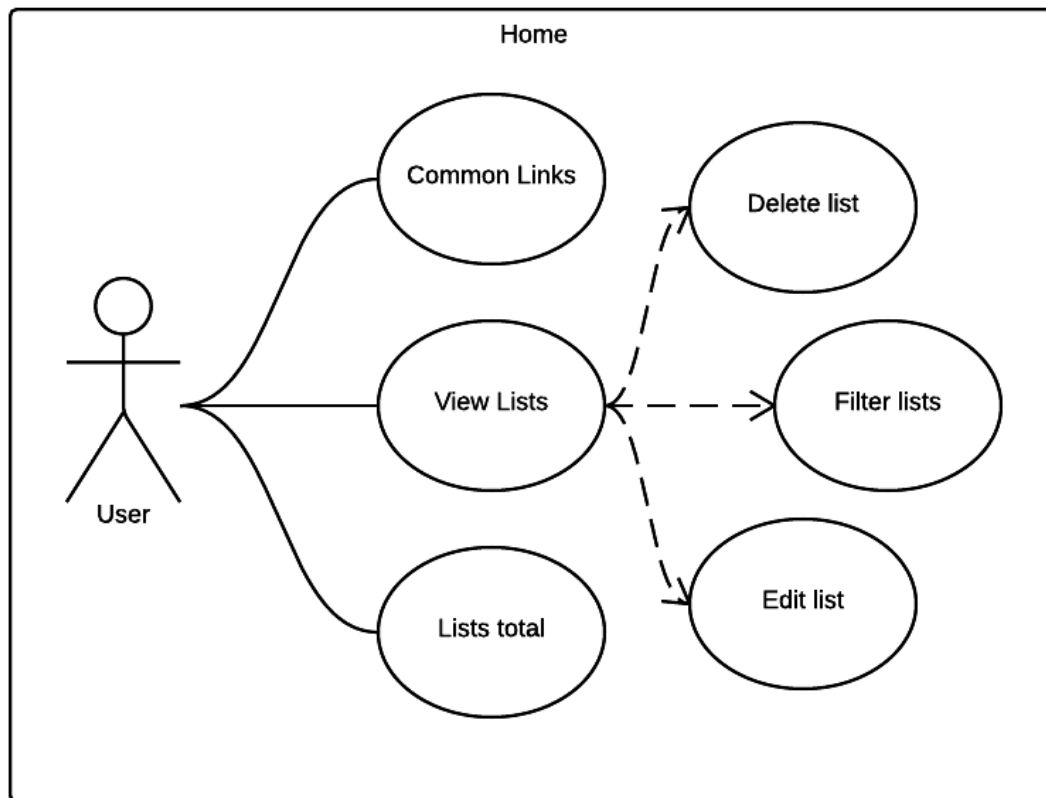 Home
Common Links
Delete list
View Lists
Filter lists
User
Edit list
Lists total